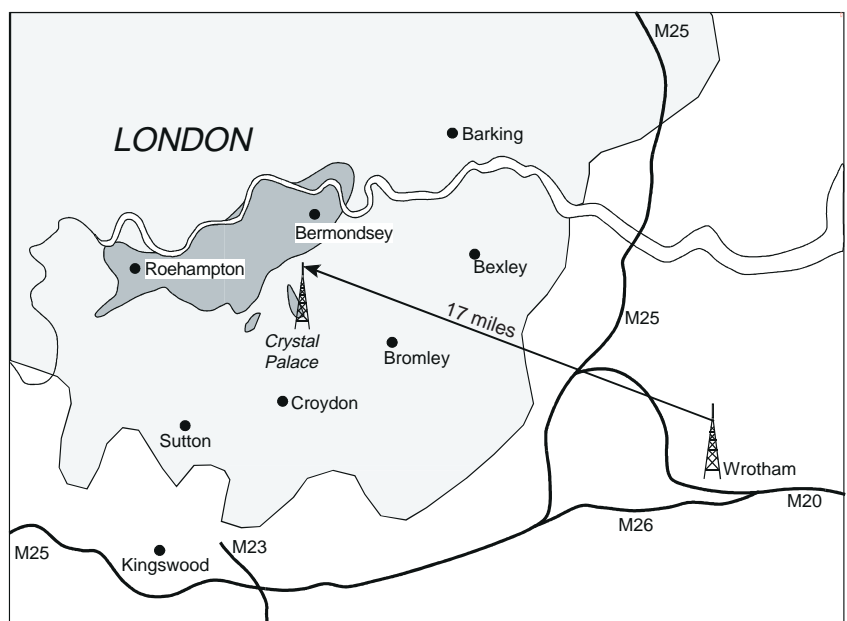 M25
LONDON
Barking
Bermondsey
Roehampton
Bexley
17 miles
M25
Crystal
Palace
Bromley
Croydon
Sutton
Wrotham
M20
M26
M25
M23
Kingswood